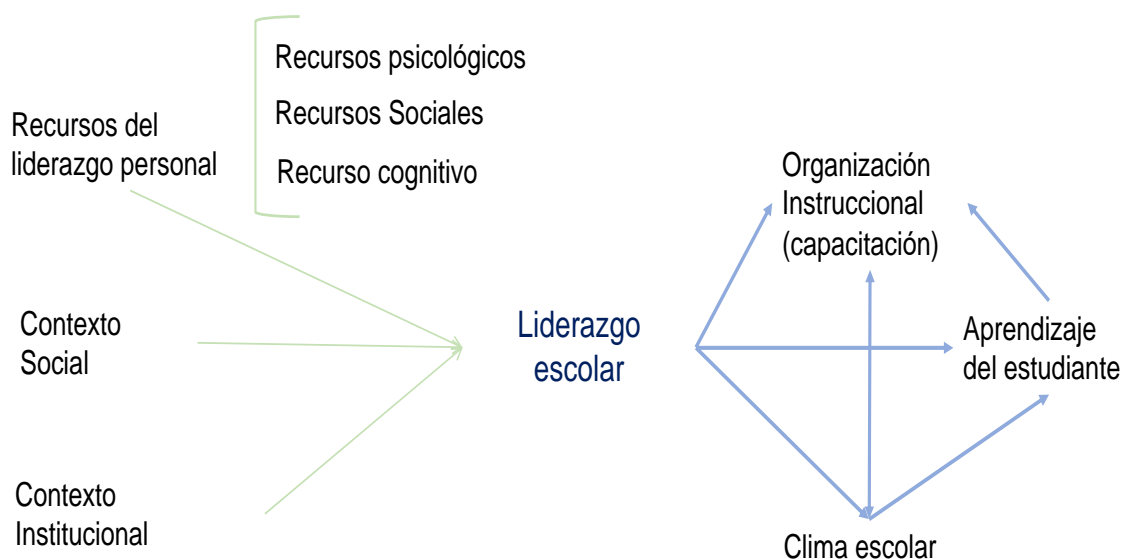 Recursos del
liderazgo personal
Recursos psicológicos
Recursos Sociales
Recurso cognitivo
Contexto
Social
Contexto
Institucional
Liderazgo
escolar
Organización
Instruccional
(capacitación)
Aprendizaje
del estudiante
Clima escolar